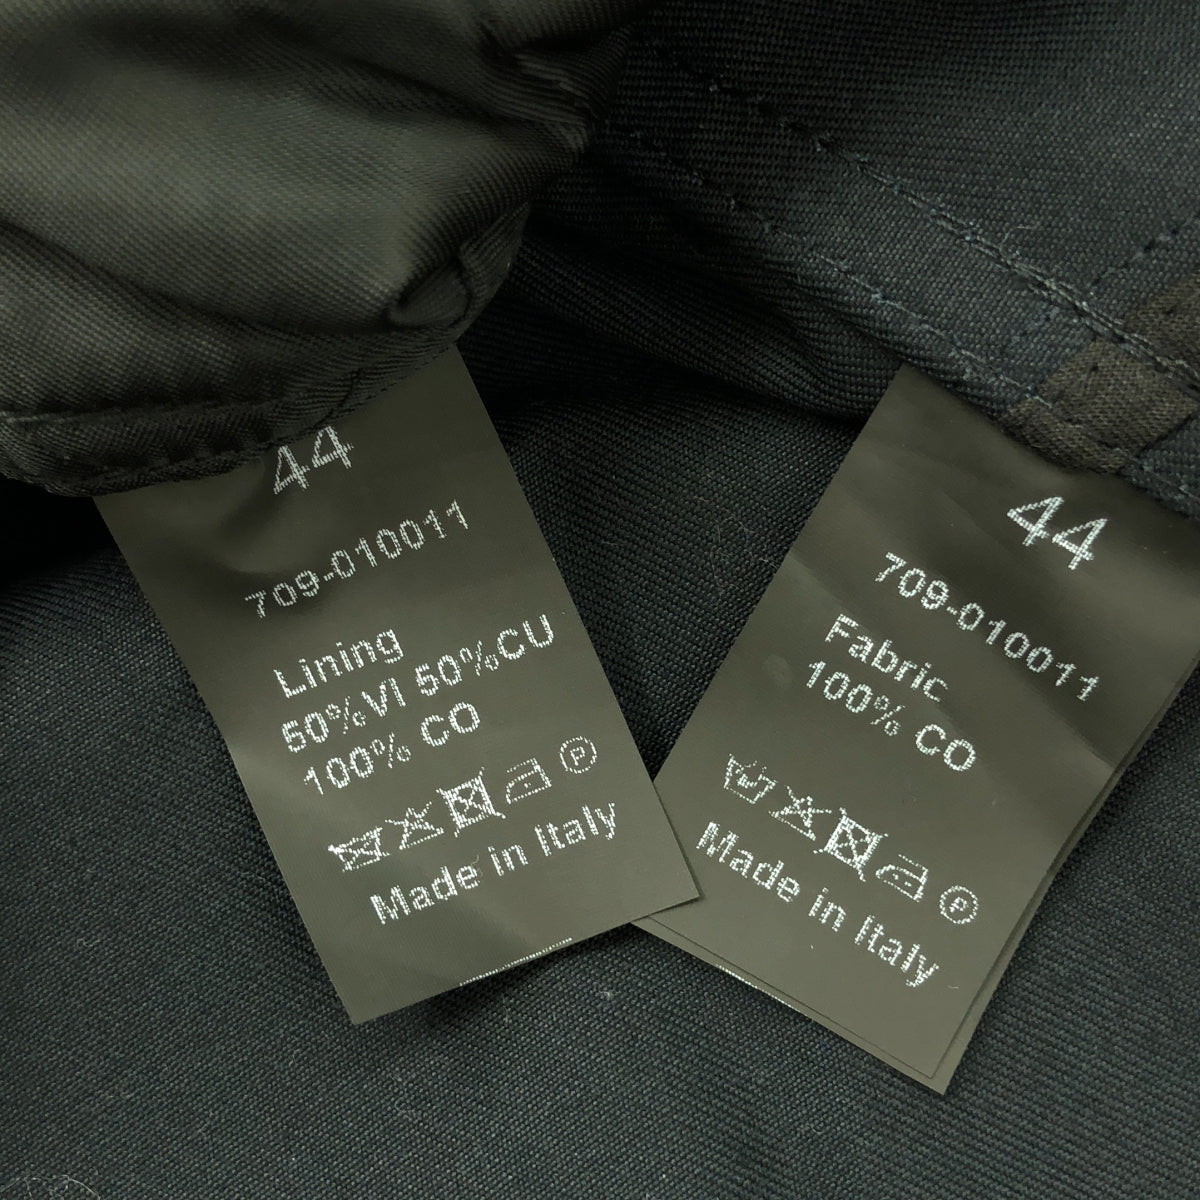 44
709-010011
Lining
50%VI 50%CU
100% CO
P
Made in Italy
44
709-010011
Fabric
100% CO
P
Made in Italy